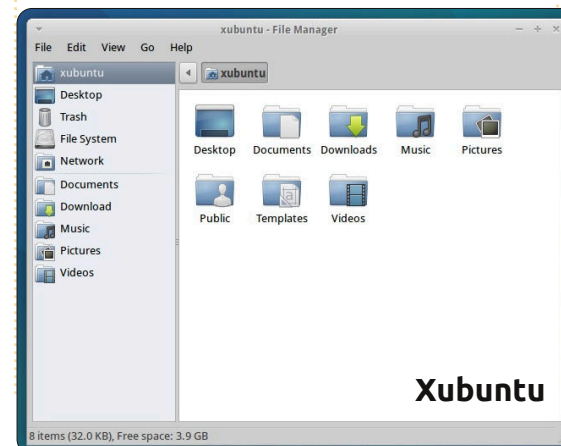 xubuntu - File Manager
File Edit View Go Help
xubuntu
Desktop
Trash
File System
Network
Documents
Download
Music
Pictures
Videos
xubuntu
Desktop Documents Downloads Music Pictures
Public Templates Videos
Xubuntu
8 items (32.0 KB), Free space: 3.9 GB